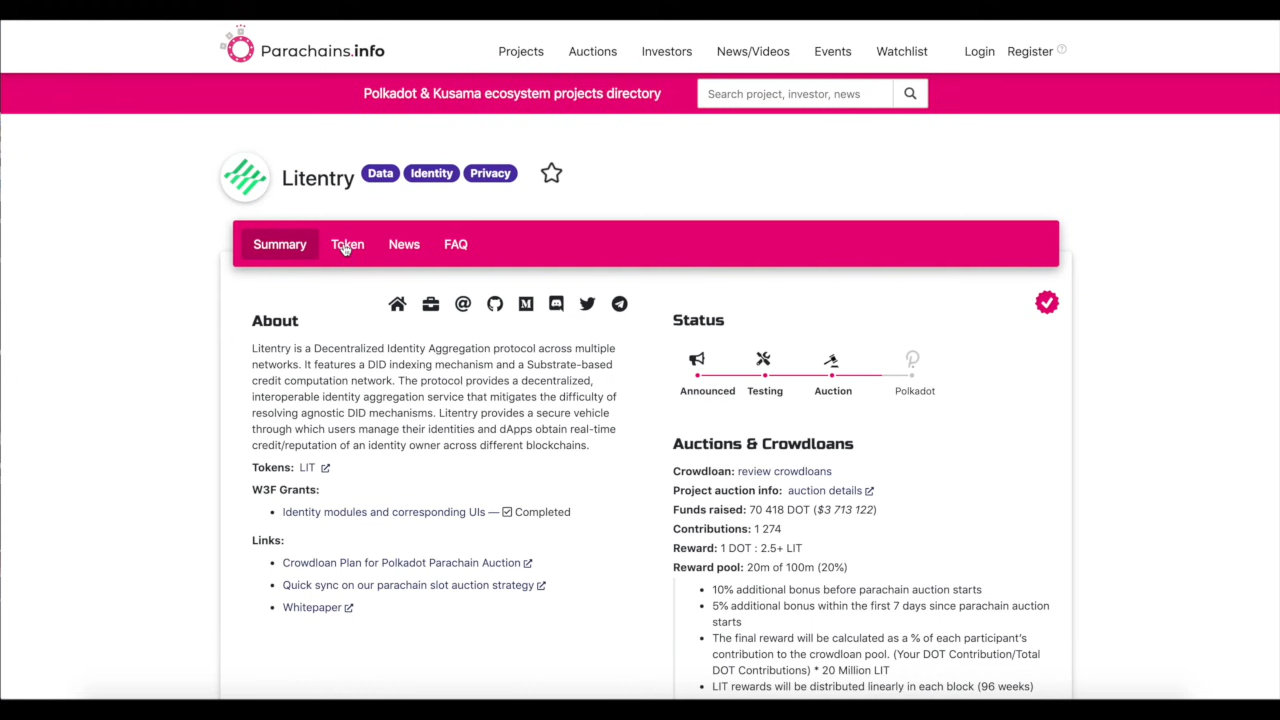 Parachains.info
Projects Auctions Investors News/Videos Events Watchlist Login Register
Polkadot & Kusama ecosystem projects directory
Search project, investor, news
Litentry Data Identity Privacy
Summary Token News FAQ
About
Litentry is a Decentralized Identity Aggregation protocol across multiple
networks. It features a DID indexing mechanism and a Substrate-based
credit computation network. The protocol provides a decentralized,
interoperable identity aggregation service that mitigates the difficulty of
resolving agnostic DID mechanisms. Litentry provides a secure vehicle
through which users manage their identities and dApps obtain real-time
credit/reputation of an identity owner across different blockchains.
Tokens: LIT
W3F Grants:
• Identity modules and corresponding UIs — Completed
Links:
• Crowdloan Plan for Polkadot Parachain Auction
• Quick sync on our parachain slot auction strategy
• Whitepaper
Status
Announced Testing Auction Polkadot
Auctions & Crowdloans
Crowdloan: review crowdloans
Project auction info: auction details
Funds raised: 70 418 DOT ($3 713 122)
Contributions: 1 274
Reward: 1 DOT : 2.5+ LIT
Reward pool: 20m of 100m (20%)
• 10% additional bonus before parachain auction starts
• 5% additional bonus within the first 7 days since parachain auction
starts
• The final reward will be calculated as a % of each participant's
contribution to the crowdloan pool. (Your DOT Contribution/Total
DOT Contributions) * 20 Million LIT
• LIT rewards will be distributed linearly in each block (96 weeks)